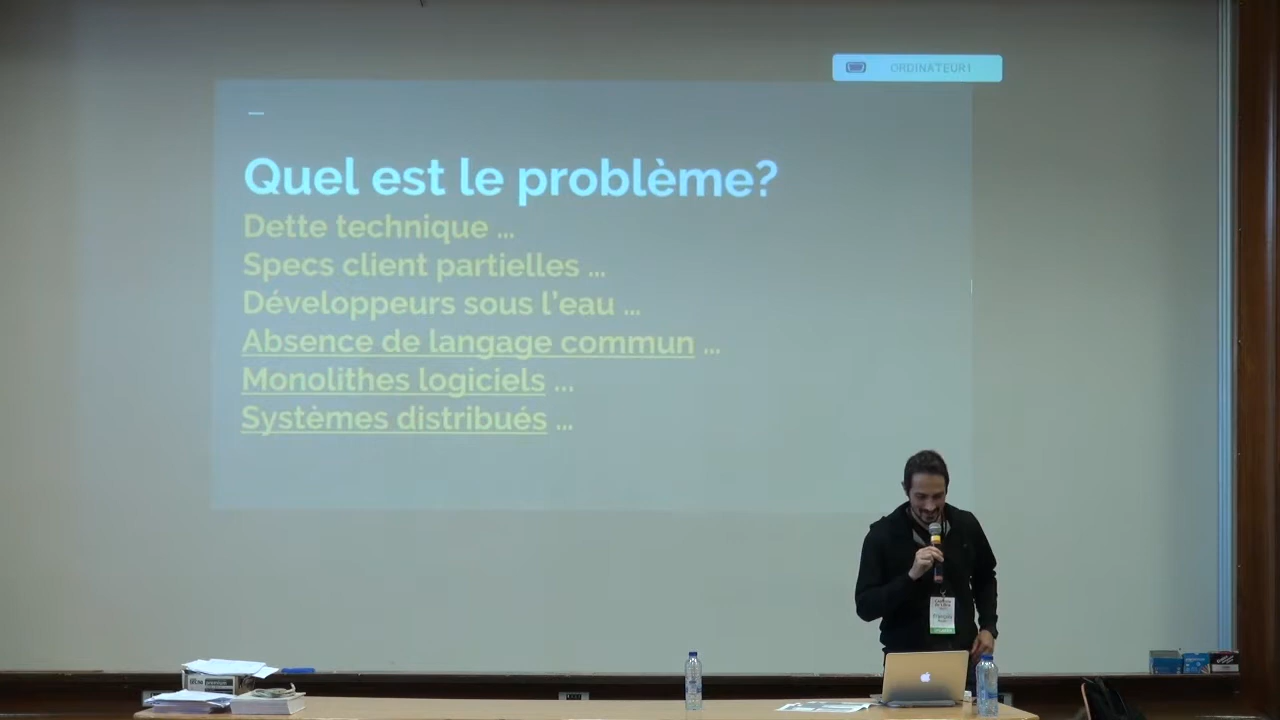 ORDINATEUR1
Quel est le problème?
Dette technique ...
Specs client partielles ...
Développeurs sous l'eau ...
Absence de langage commun ...
Monolithes logiciels ...
Systèmes distribués ...